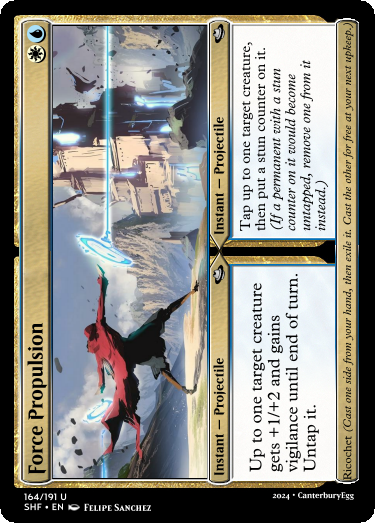 Force Propulsion
Instant — Projectile
Up to one target creature
gets +1/+2 and gains
vigilance until end of turn.
Untap it.
Instant — Projectile
Tap up to one target creature,
then put a stun counter on it.
(If a permanent with a stun
counter on it would become
untapped, remove one from it
instead.)
Ricochet (Cast one side from your hand, then exile it. Cast the other for free at your next upkeep.)
164/191 U
SHF • EN Felipe Sanchez
2024 • CanterburyEgg